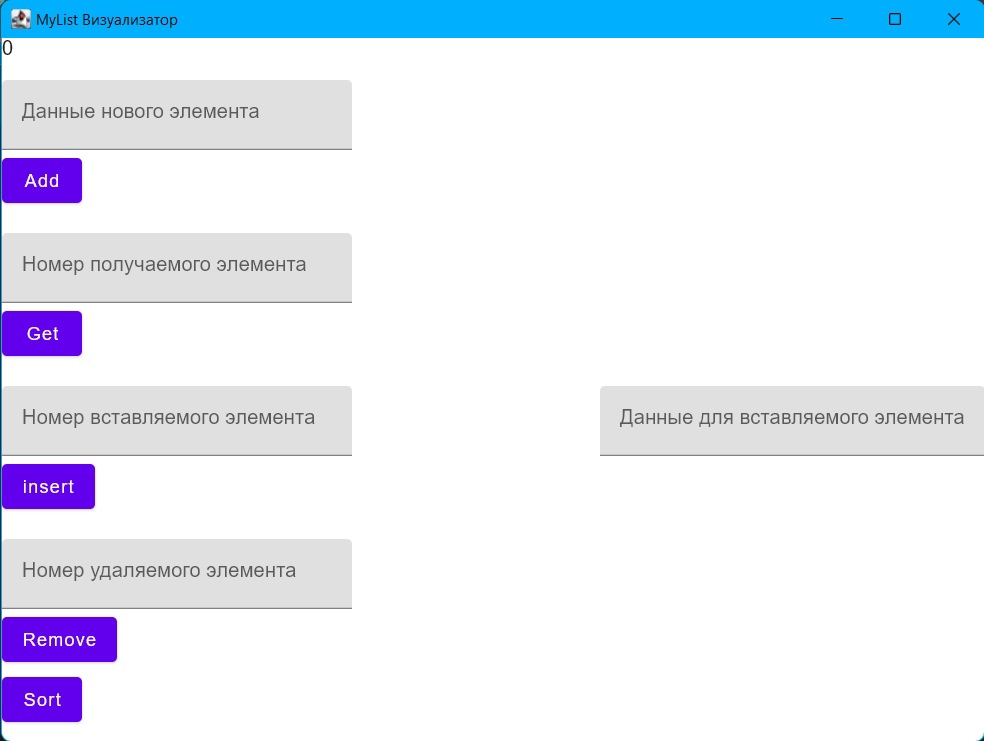 MyList Визуализатор
0
Данные нового элемента
Add
Номер получаемого элемента
Get
Номер вставляемого элемента
Данные для вставляемого элемента
insert
Номер удаляемого элемента
Remove
Sort